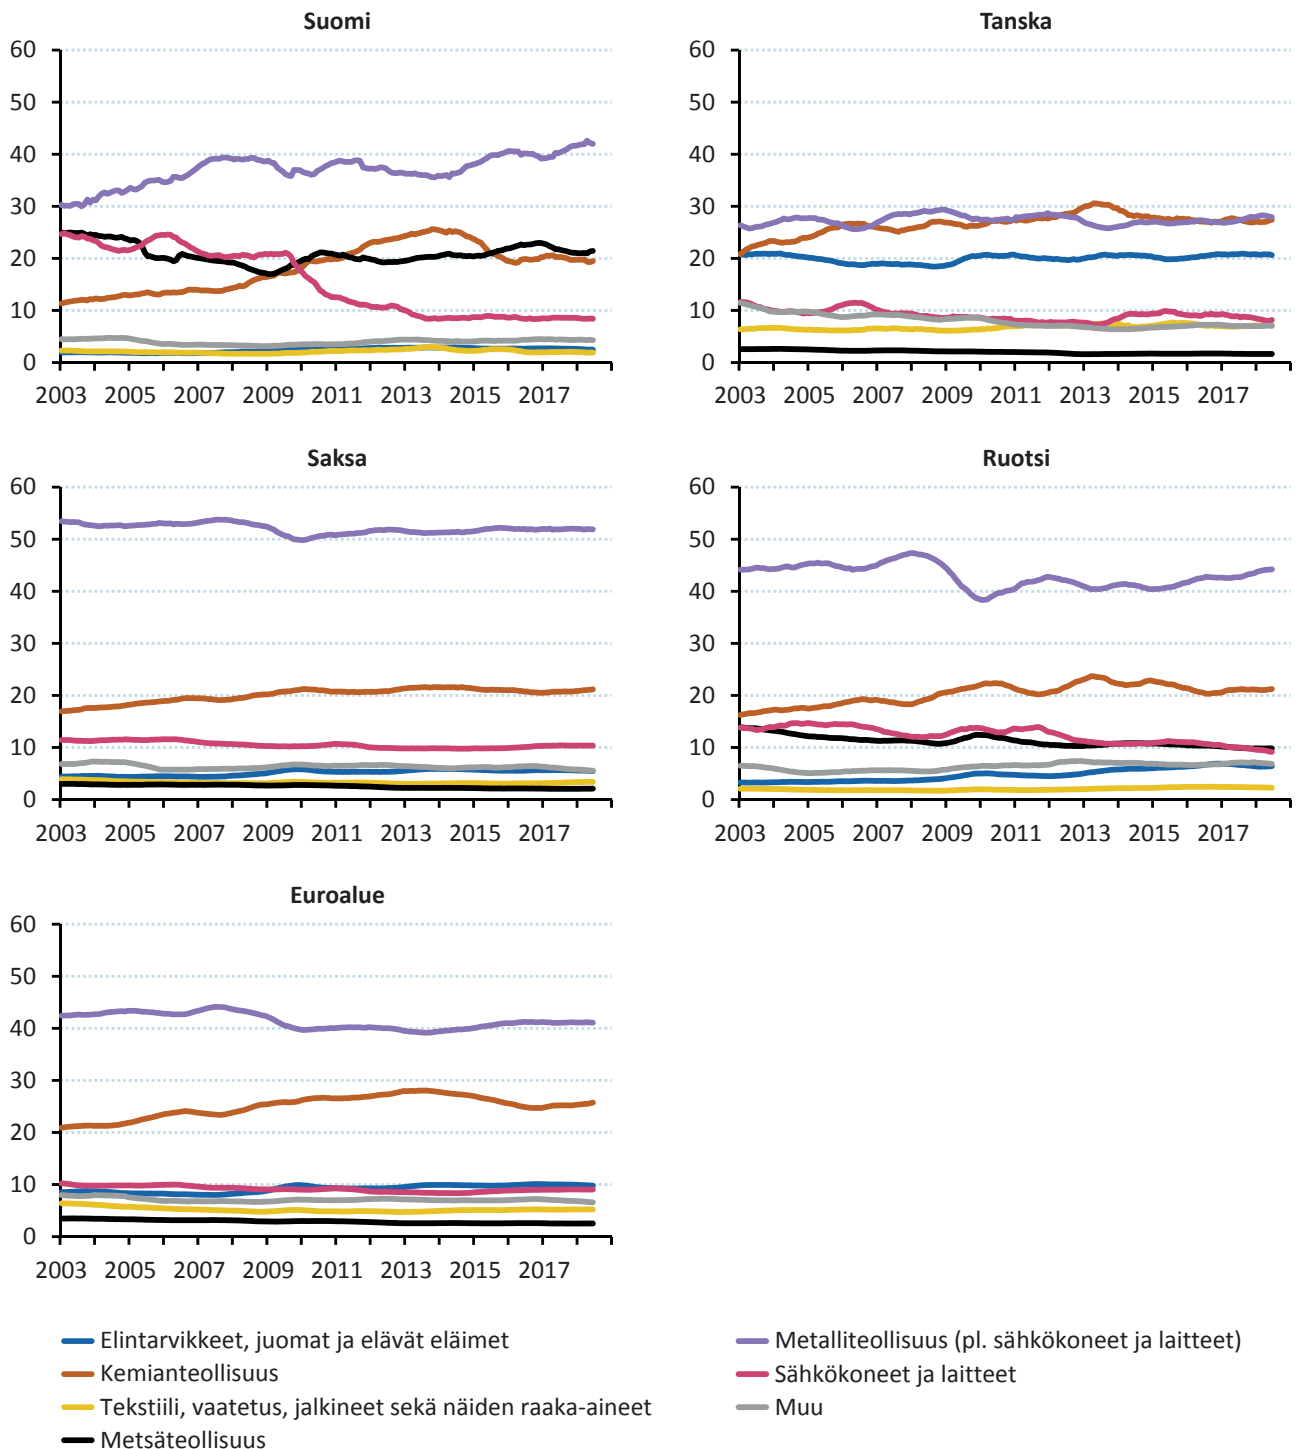 Suomi
60
50
40
30
20
10
0
2003 2005 2007 2009 2011 2013 2015 2017
Tanska
60
50
40
30
20
10
0
2003 2005 2007 2009 2011 2013 2015 2017
Saksa
60
50
40
30
20
10
0
2003 2005 2007 2009 2011 2013 2015 2017
Ruotsi
60
50
40
30
20
10
0
2003 2005 2007 2009 2011 2013 2015 2017
Euroalue
60
50
40
30
20
10
0
2003 2005 2007 2009 2011 2013 2015 2017
Elintarvikkeet, juomat ja elävät eläimet
Kemianteollisuus
Tekstiili, vaatetus, jalkineet sekä näiden raaka-aineet
Metsäteollisuus
Metalliteollisuus (pl. sähkökoneet ja laitteet)
Sähkökoneet ja laitteet
Muu